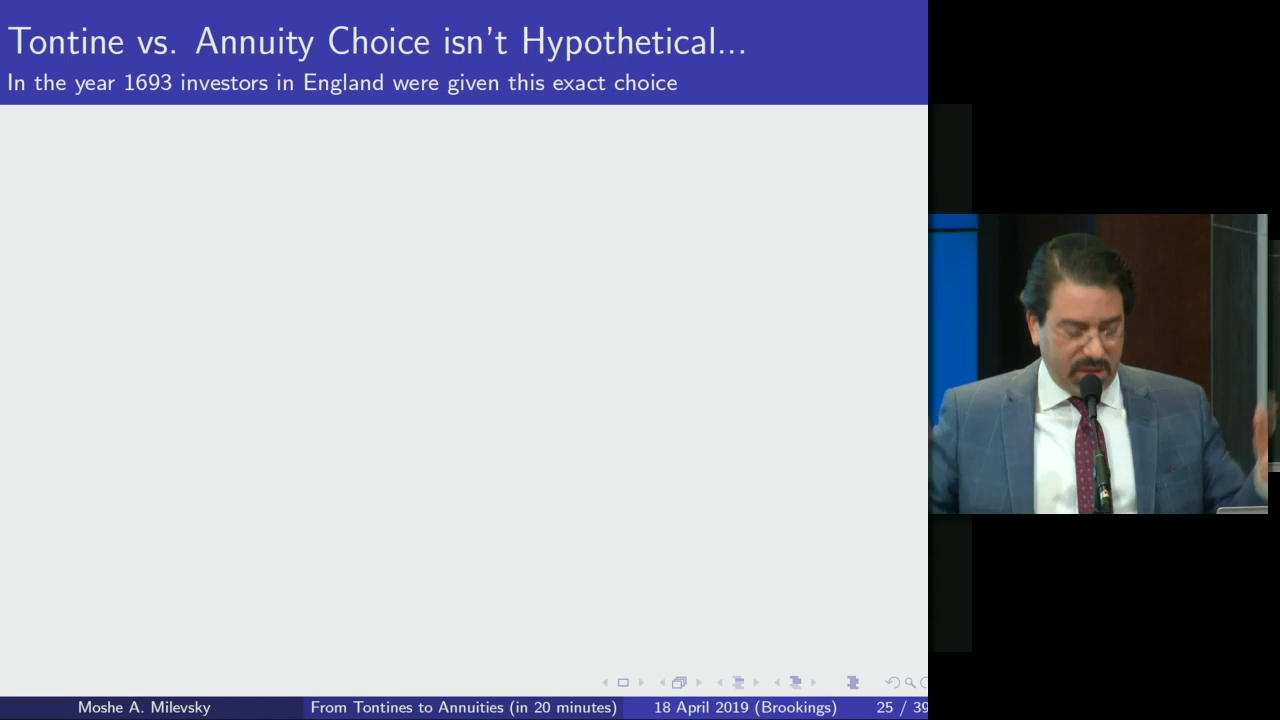 Tontine vs. Annuity Choice isn't Hypothetical...
In the year 1693 investors in England were given this exact choice
Moshe A. Milevsky From Tontines to Annuities (in 20 minutes) 18 April 2019 (Brookings) 25 / 39